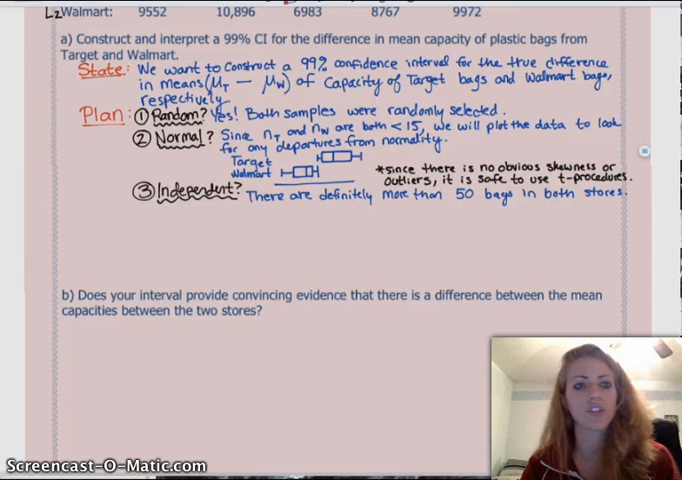 L2 Walmart: 9552 10,896 6983 8767 9972
a) Construct and interpret a 99% CI for the difference in mean capacity of plastic bags from
Target and Walmart.
State: We want to construct a 99% confidence interval for the true difference
in means (μT - μW) of capacity of Target bags and Walmart bags,
respectively.
Plan: ① Random? Yes! Both samples were randomly selected.
② Normal? Since nT and nW are both < 15, we will plot the data to look
for any departures from normality.
Target
Walmart
*since there is no obvious skewness or
outliers, it is safe to use t-procedures.
③ Independent? There are definitely more than 50 bags in both stores.
b) Does your interval provide convincing evidence that there is a difference between the mean
capacities between the two stores?
Screencast-O-Matic.com